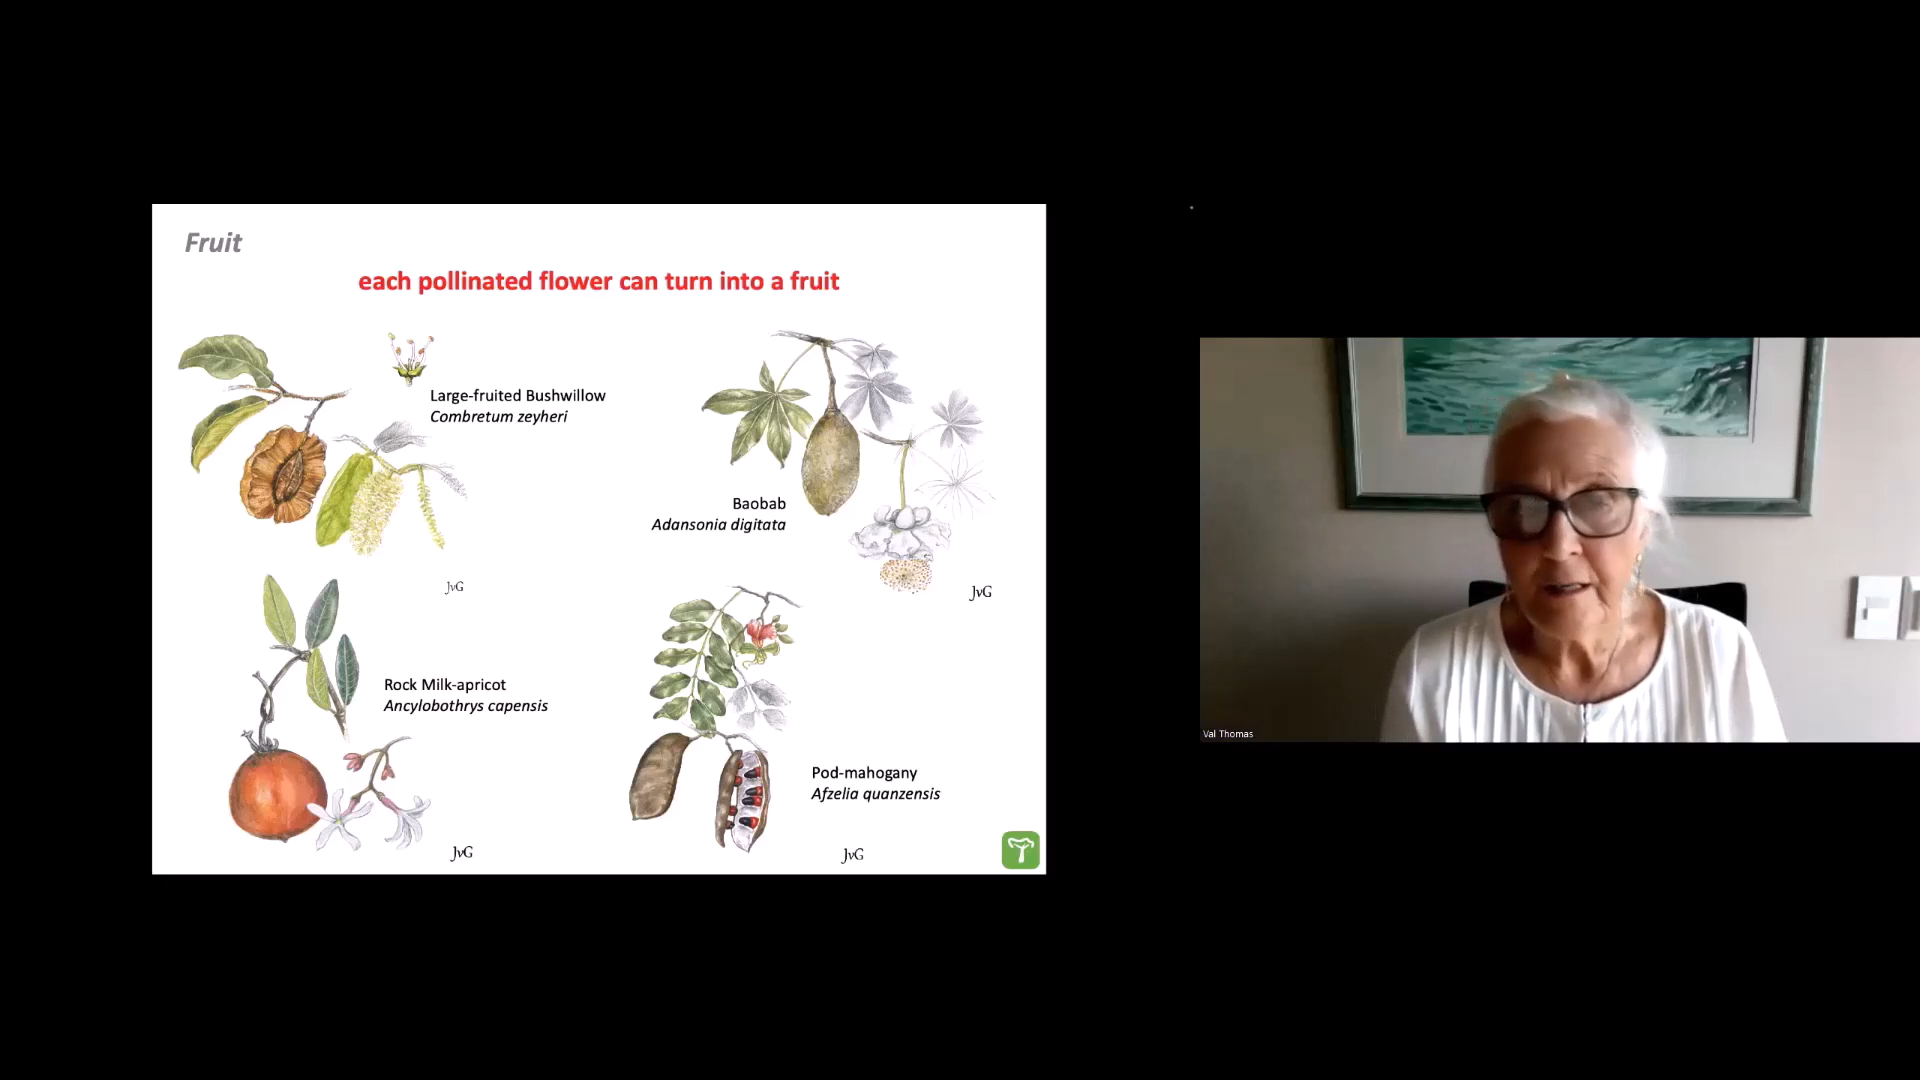 Fruit
each pollinated flower can turn into a fruit
Large-fruited Bushwillow
Combretum zeyheri
Baobab
Adansonia digitata
JvG
JvG
Rock Milk-apricot
Ancylobothrys capensis
Pod-mahogany
Afzelia quanzensis
JvG
JvG
Val Thomas